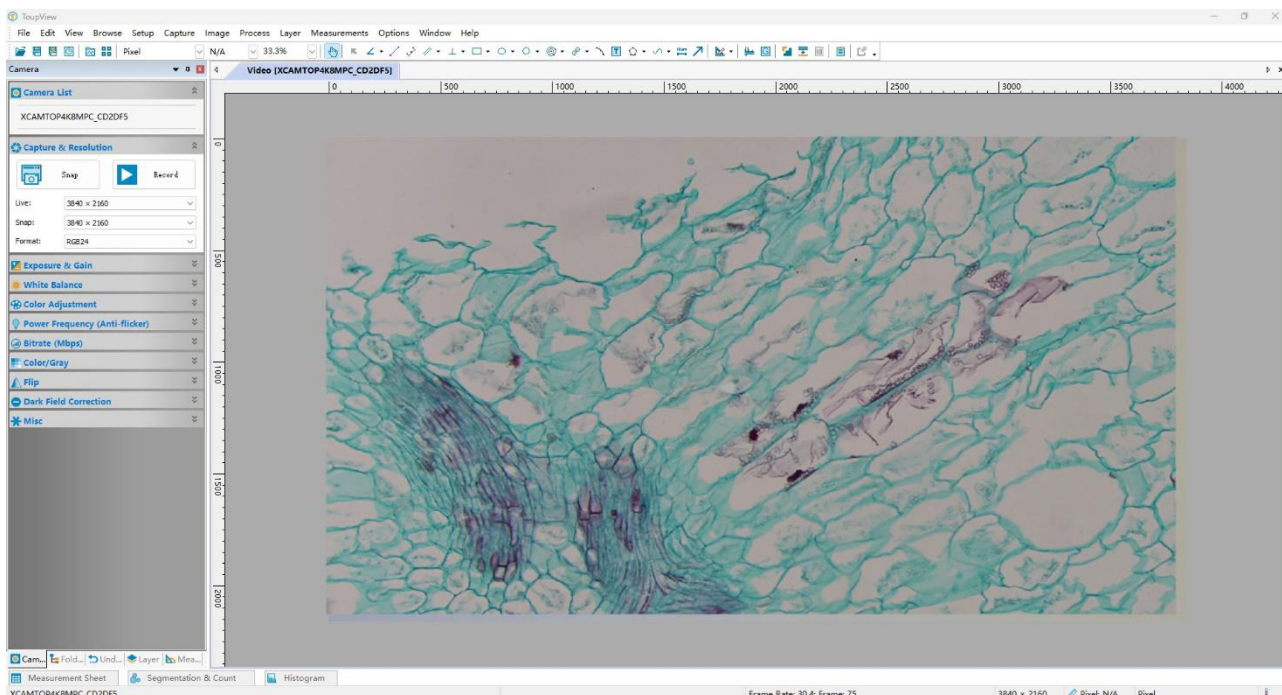 ToupView
File Edit View Browse Setup Capture Image Process Layer Measurements Options Window Help
Pixel N/A 33.3%
Camera
Video [XCAMTOP4K8MPC_CD2DF5]
Camera List
XCAMTOP4K8MPC_CD2DF5
Capture & Resolution
Snap Record
Live: 3840 × 2160
Snap: 3840 × 2160
Format: RGB24
Exposure & Gain
White Balance
Color Adjustment
Power Frequency (Anti-flicker)
Bitrate (Mbps)
Color/Gray
Flip
Dark Field Correction
Misc
0 500 1000 1500 2000 2500 3000 3500 4000
0
500
1000
1500
2000
Cam... Fold... Und... Layer Mea...
Measurement Sheet Segmentation & Count Histogram
XCAMTOP4K8MPC_CD2DF5 Frame Rate: 30.4; Frame: 75 3840 × 2160 Pixel: N/A Pixel